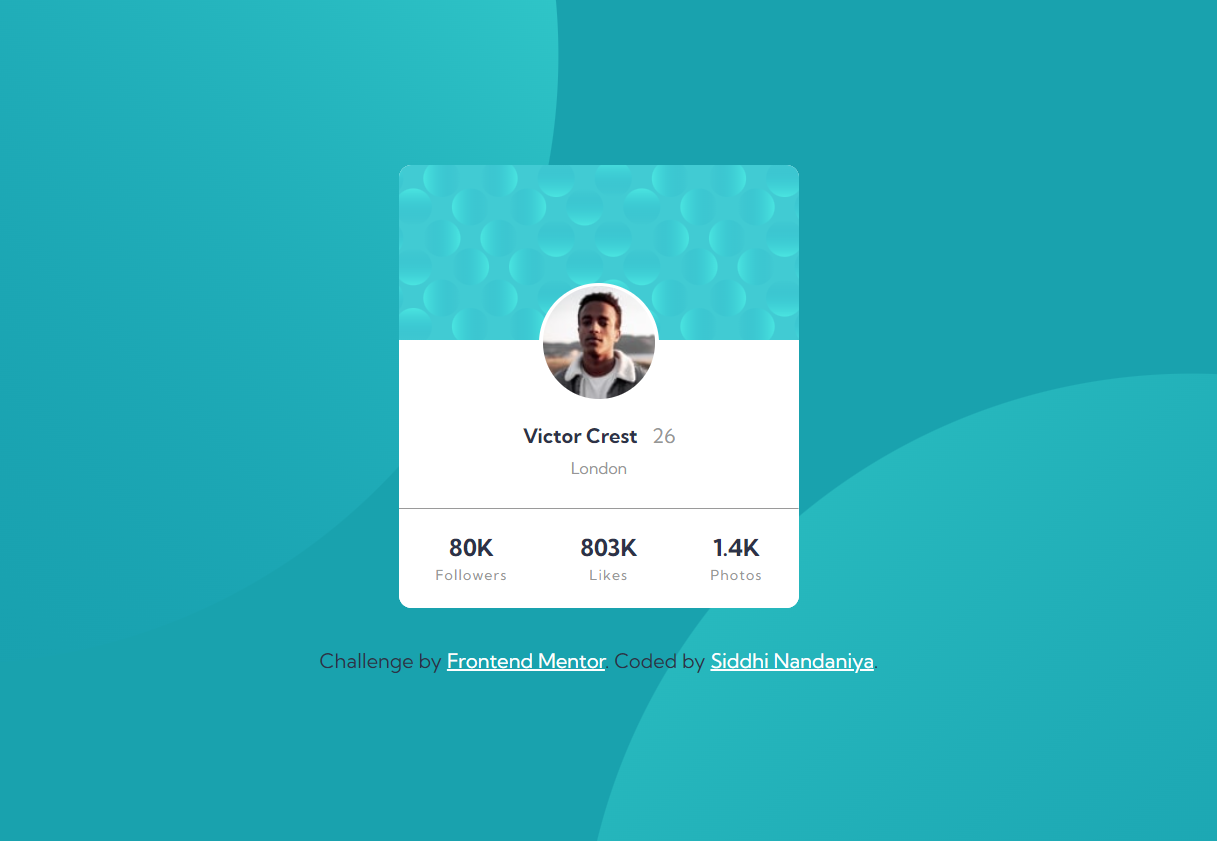 Victor Crest 26
London
80K 803K 1.4K
Followers Likes Photos
Challenge by Frontend Mentor. Coded by Siddhi Nandaniya.